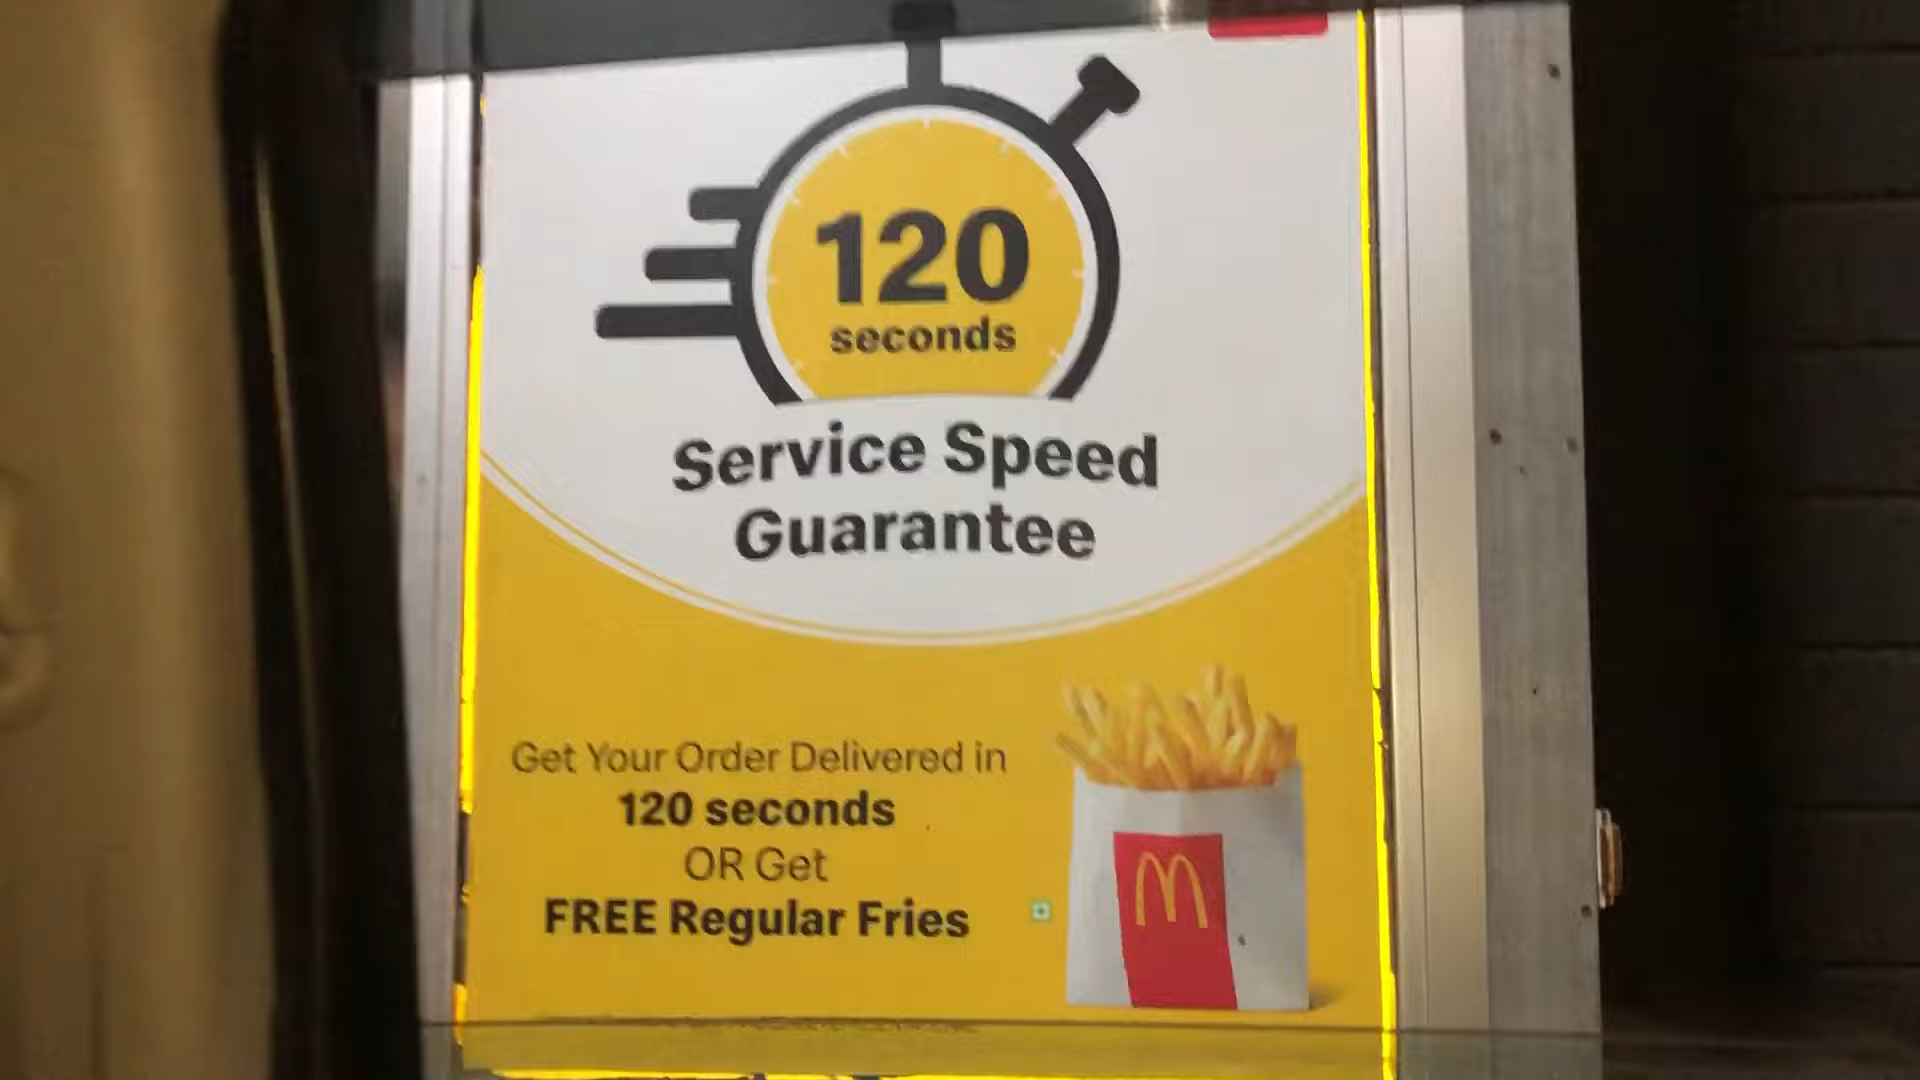 120
seconds
Service Speed
Guarantee
Get Your Order Delivered in
120 seconds
OR Get
FREE Regular Fries